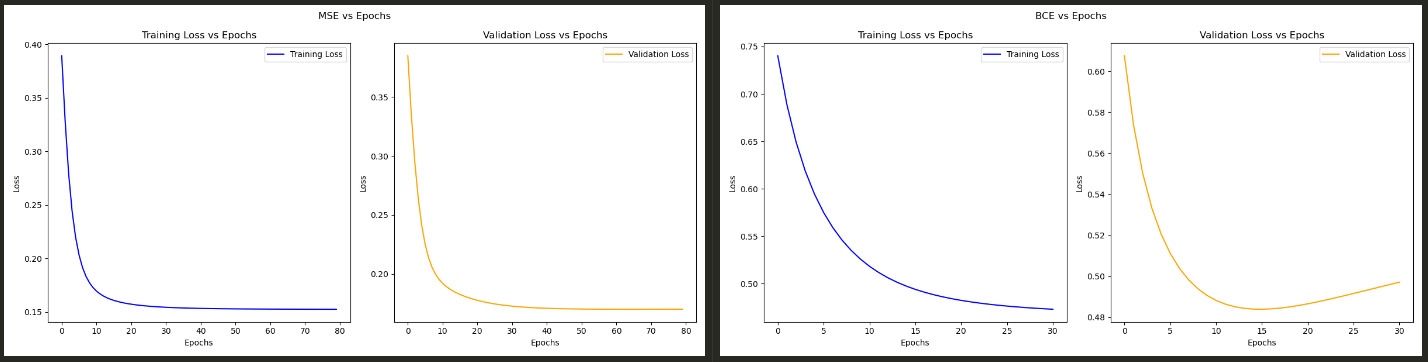 MSE vs Epochs
Training Loss vs Epochs
Training Loss
0.40
0.35
0.30
0.25
0.20
0.15
Loss
0 10 20 30 40 50 60 70 80
Epochs
Validation Loss vs Epochs
Validation Loss
0.35
0.30
0.25
0.20
Loss
0 10 20 30 40 50 60 70 80
Epochs
BCE vs Epochs
Training Loss vs Epochs
Training Loss
0.75
0.70
0.65
0.60
0.55
0.50
Loss
0 5 10 15 20 25 30
Epochs
Validation Loss vs Epochs
Validation Loss
0.60
0.58
0.56
0.54
0.52
0.50
0.48
Loss
0 5 10 15 20 25 30
Epochs